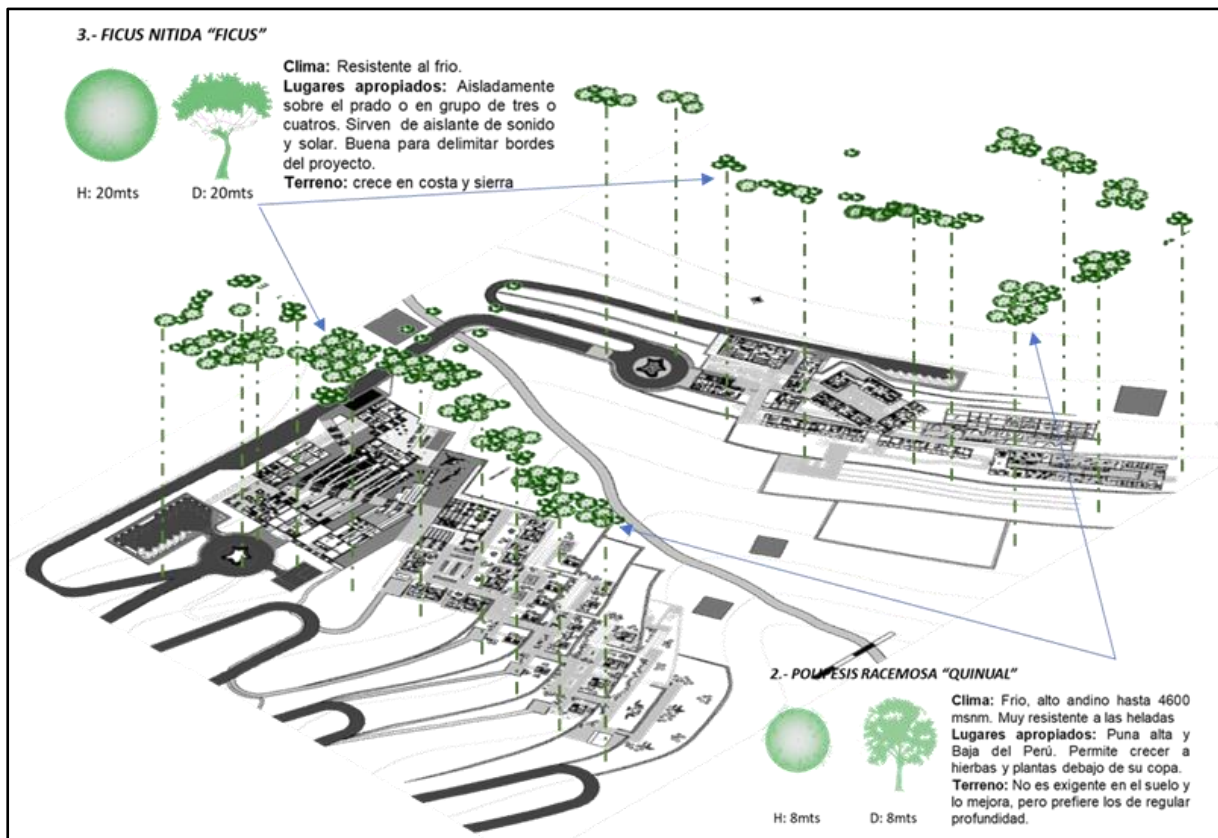 3.- FICUS NITIDA “FICUS”
Clima: Resistente al frio.
Lugares apropiados: Aisladamente
sobre el prado o en grupo de tres o
cuatros. Sirven de aislante de sonido
y solar. Buena para delimitar bordes
del proyecto.
Terreno: crece en costa y sierra
H: 20mts
D: 20mts
2.- POLIPESIS RACEMOSA “QUINUAL”
Clima: Frio, alto andino hasta 4600
msnm. Muy resistente a las heladas
Lugares apropiados: Puna alta y
Baja del Perú. Permite crecer a
hierbas y plantas debajo de su copa.
Terreno: No es exigente en el suelo y
lo mejora, pero prefiere los de regular
profundidad.
H: 8mts
D: 8mts